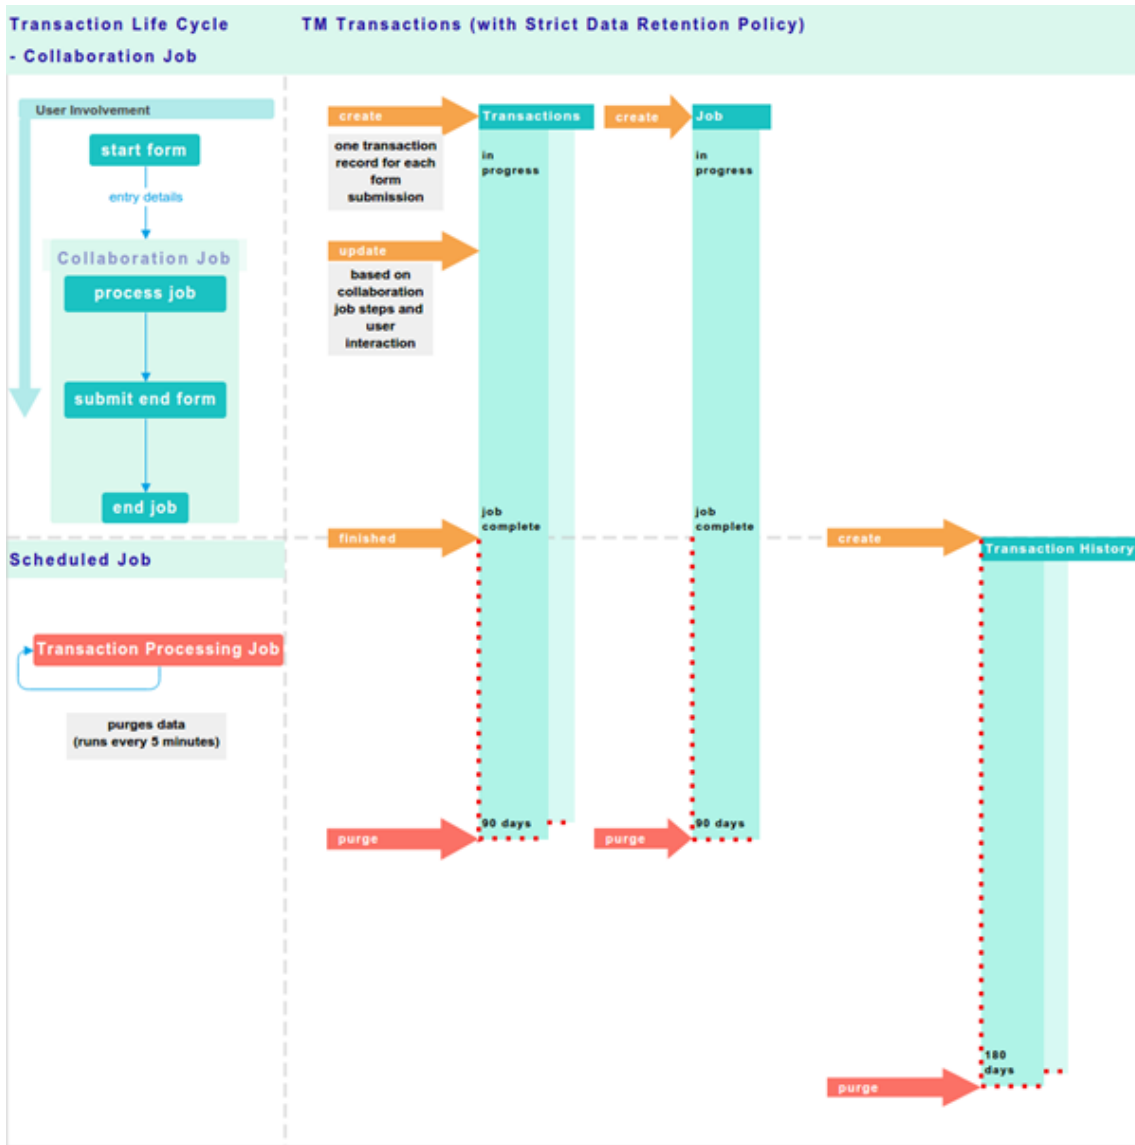 Transaction Life Cycle
- Collaboration Job
TM Transactions (with Strict Data Retention Policy)
User Involvement
start form
entry details
Collaboration Job
process job
submit end form
end job
create
one transaction
record for each
form
submission
update
based on
collaboration
job steps and
user
interaction
Transactions
in
progress
create
Job
in
progress
finished
job
complete
job
complete
create
Transaction History
Scheduled Job
Transaction Processing Job
purges data
(runs every 5 minutes)
purge
90 days
purge
90 days
purge
180
days